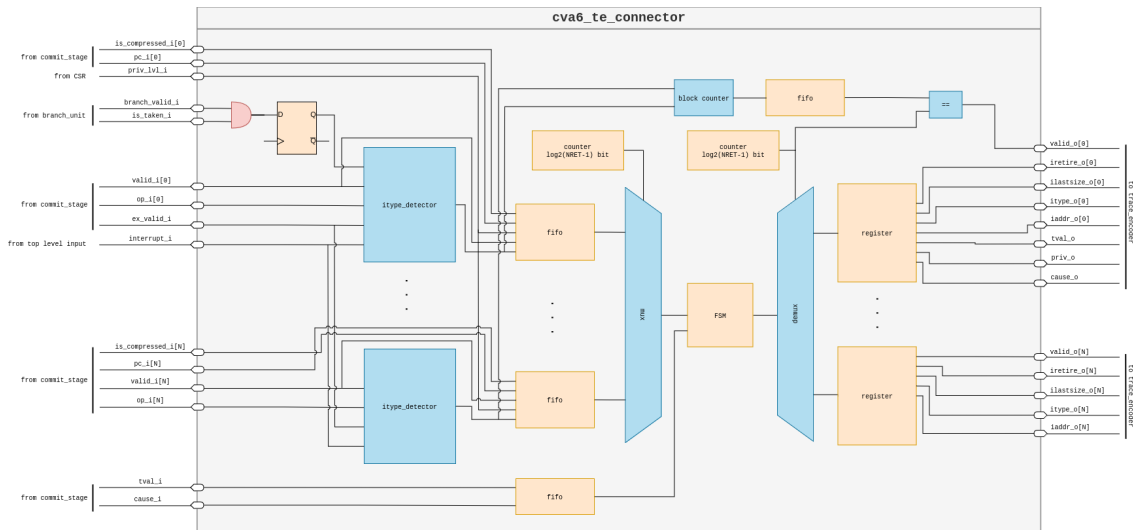 cva6_te_connector
is_compressed_i[0]
from commit_stage
pc_i[0]
from CSR
priv_lvl_i
branch_valid_i
from branch_unit
is_taken_i
D
Q
Q
block counter
fifo
==
counter
log2(NRET-1) bit
counter
log2(NRET-1) bit
valid_i[0]
from commit_stage
op_i[0]
ex_valid_i
from top level input
interrupt_i
itype_detector
fifo
mux
FSM
demux
register
valid_o[0]
iretire_o[0]
ilastsize_o[0]
itype_o[0]
iaddr_o[0]
tval_o
priv_o
cause_o
to trace_encoder
is_compressed_i[N]
pc_i[N]
from commit_stage
valid_i[N]
op_i[N]
itype_detector
fifo
register
valid_o[N]
iretire_o[N]
ilastsize_o[N]
itype_o[N]
iaddr_o[N]
to trace_encoder
tval_i
from commit_stage
cause_i
fifo